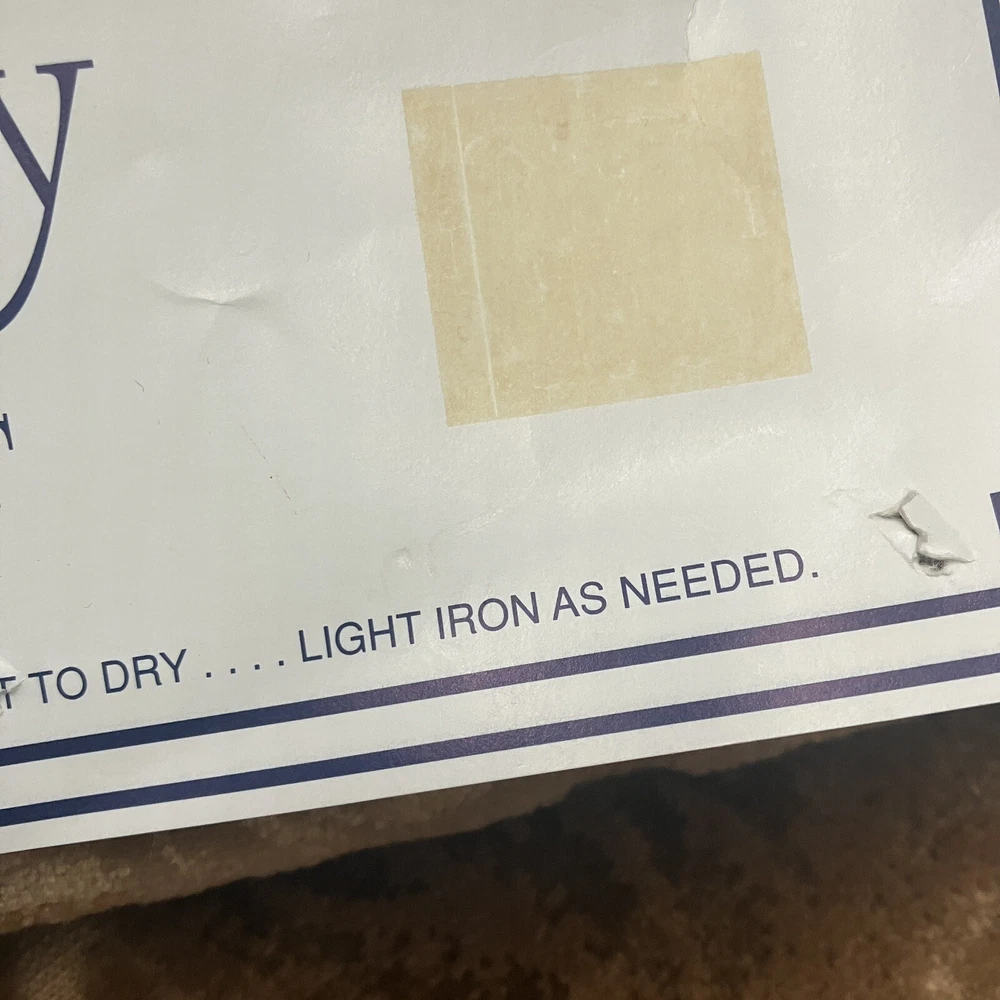 y
TO DRY . . . . LIGHT IRON AS NEEDED.